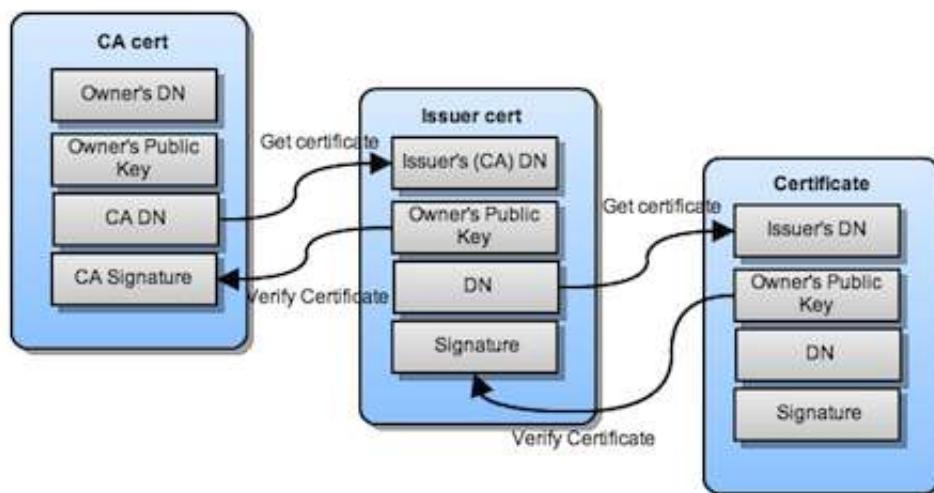 CA cert
Owner's DN
Owner's Public
Key
CA DN
CA Signature
Get certificate
Verify Certificate
Issuer cert
Issuer's (CA) DN
Owner's Public
Key
DN
Signature
Get certificate
Verify Certificate
Certificate
Issuer's DN
Owner's Public
Key
DN
Signature